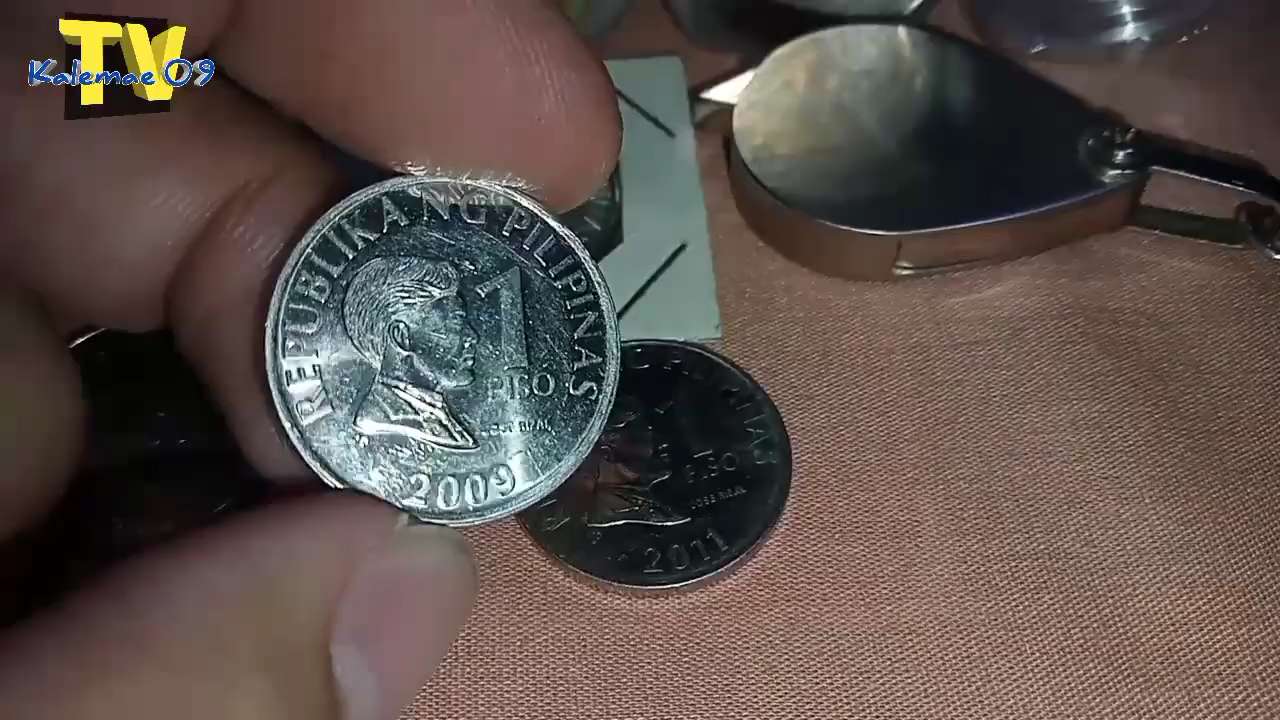 TV
Kalemae 09
REPUBLIKA NG PILIPINAS
1
PISO
JOSE RIZAL
2009
PISO
JOSE RIZAL
2011